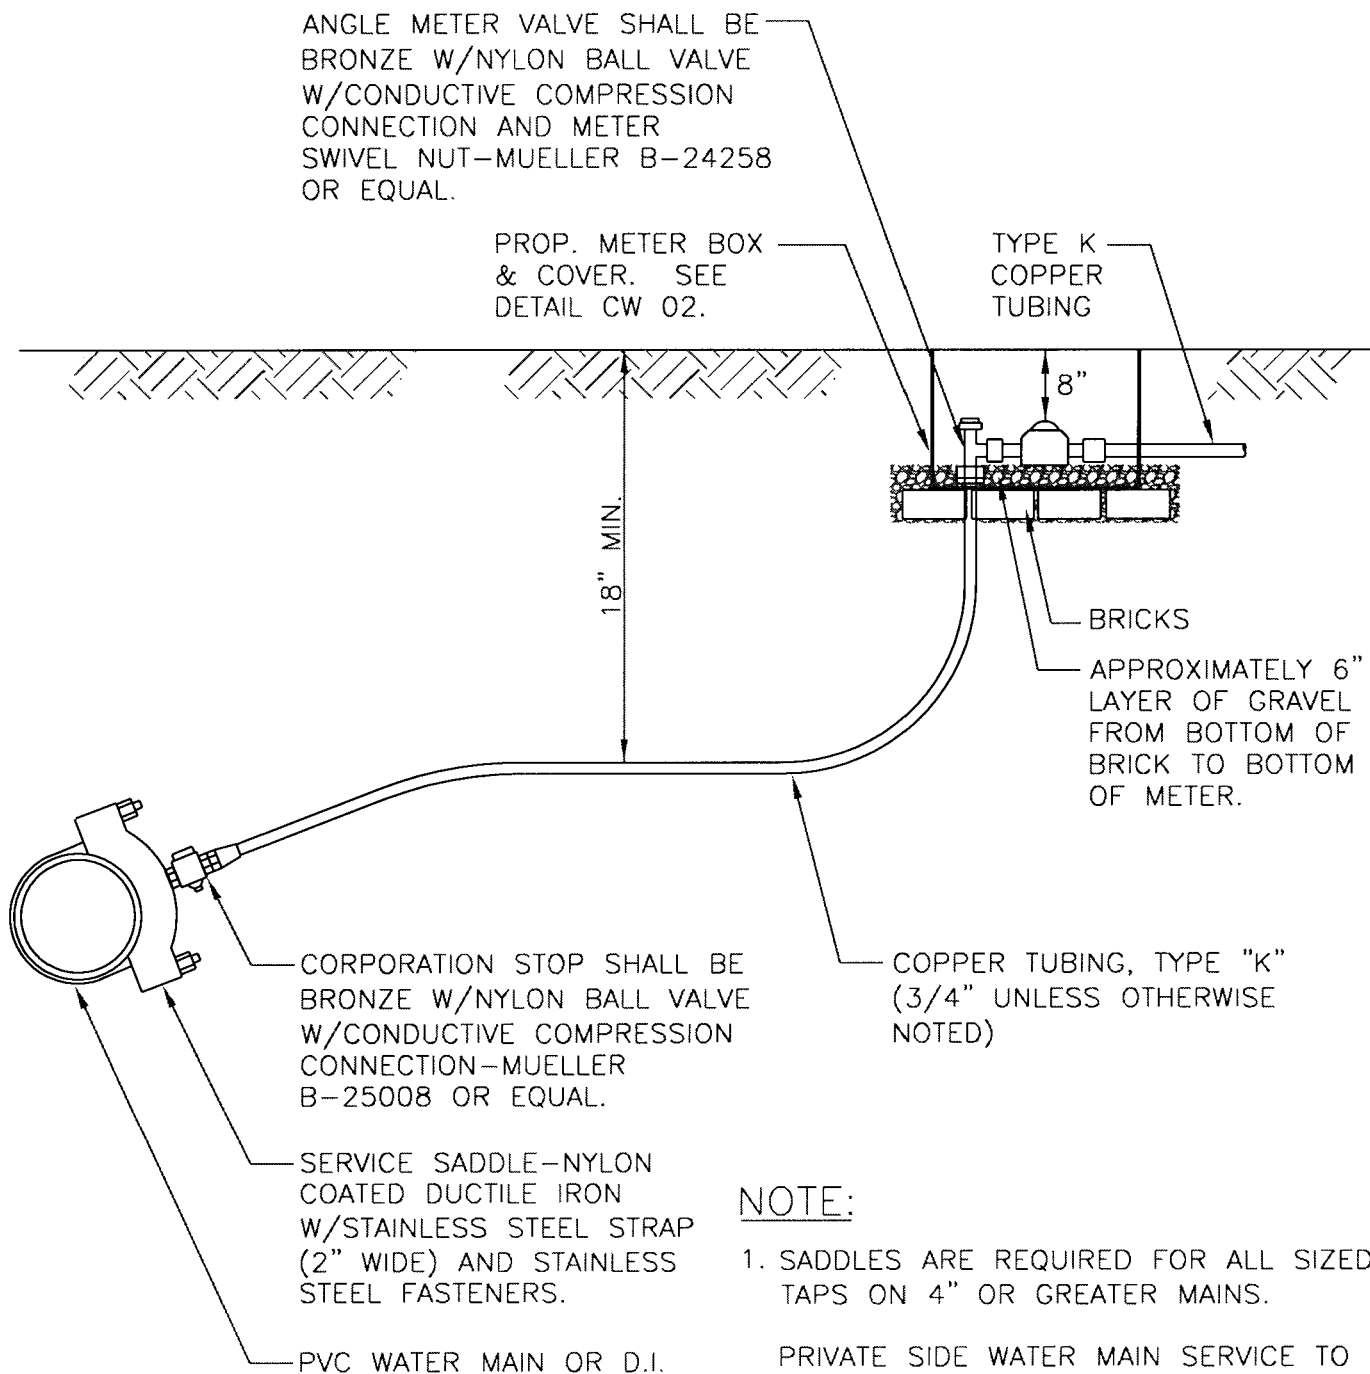 ANGLE METER VALVE SHALL BE
BRONZE W/NYLON BALL VALVE
W/CONDUCTIVE COMPRESSION
CONNECTION AND METER
SWIVEL NUT-MUELLER B-24258
OR EQUAL.
PROP. METER BOX
& COVER. SEE
DETAIL CW 02.
TYPE K
COPPER
TUBING
8"
18" MIN.
BRICKS
APPROXIMATELY 6"
LAYER OF GRAVEL
FROM BOTTOM OF
BRICK TO BOTTOM
OF METER.
CORPORATION STOP SHALL BE
BRONZE W/NYLON BALL VALVE
W/CONDUCTIVE COMPRESSION
CONNECTION-MUELLER
B-25008 OR EQUAL.
COPPER TUBING, TYPE "K"
(3/4" UNLESS OTHERWISE
NOTED)
SERVICE SADDLE-NYLON
COATED DUCTILE IRON
W/STAINLESS STEEL STRAP
(2" WIDE) AND STAINLESS
STEEL FASTENERS.
PVC WATER MAIN OR D.I.
NOTE:
1. SADDLES ARE REQUIRED FOR ALL SIZED
TAPS ON 4" OR GREATER MAINS.
PRIVATE SIDE WATER MAIN SERVICE TO